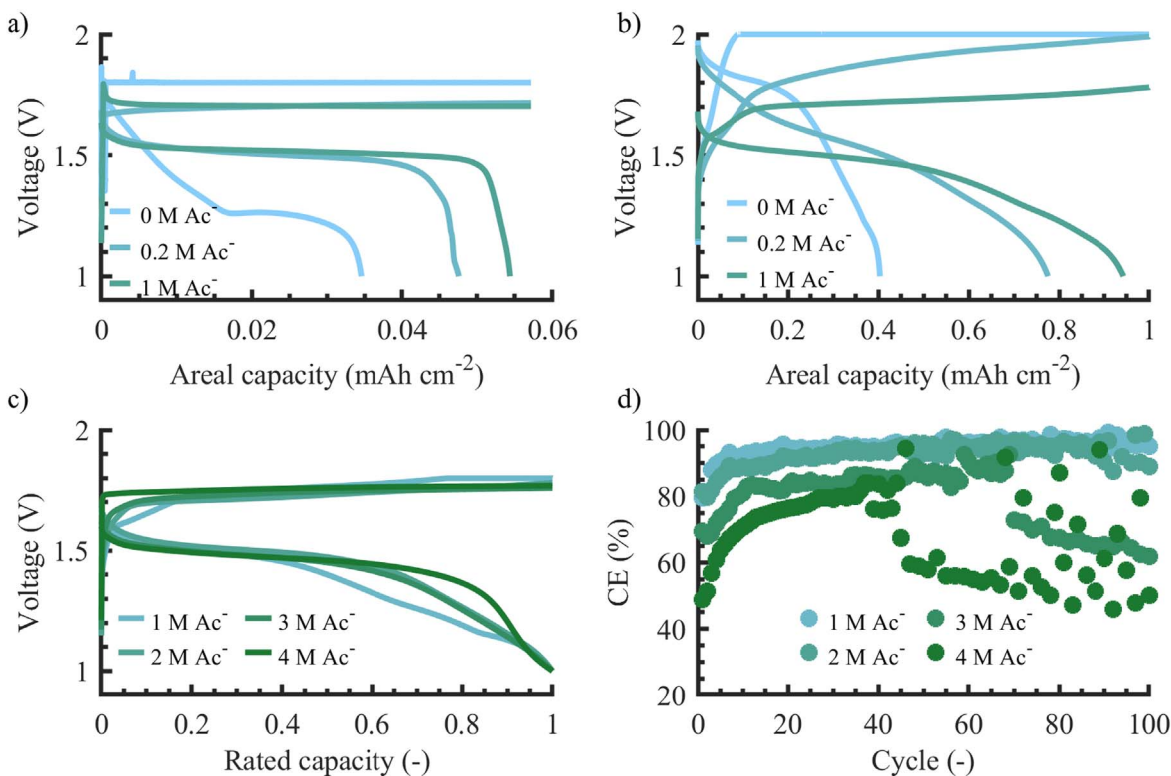 a)
2
1.5
1
Voltage (V)
0 M Ac⁻
0.2 M Ac⁻
1 M Ac⁻
0 0.02 0.04 0.06
Areal capacity (mAh cm⁻²)
b)
2
1.5
1
Voltage (V)
0 M Ac⁻
0.2 M Ac⁻
1 M Ac⁻
0 0.2 0.4 0.6 0.8 1
Areal capacity (mAh cm⁻²)
c)
2
1.5
1
Voltage (V)
1 M Ac⁻ 3 M Ac⁻
2 M Ac⁻ 4 M Ac⁻
0 0.2 0.4 0.6 0.8 1
Rated capacity (-)
d)
100
80
60
40
20
CE (%)
1 M Ac⁻ 3 M Ac⁻
2 M Ac⁻ 4 M Ac⁻
0 20 40 60 80 100
Cycle (-)